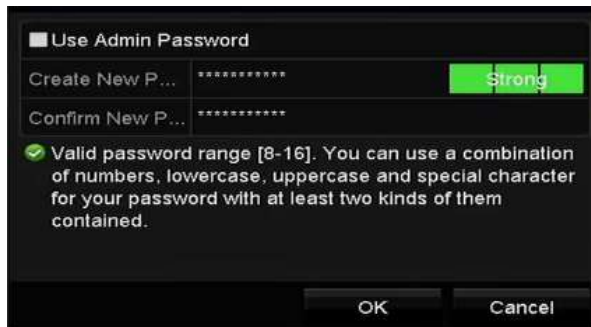 Use Admin Password
Create New P... *********** Strong
Confirm New P... ***********
Valid password range [8-16]. You can use a combination
of numbers, lowercase, uppercase and special character
for your password with at least two kinds of them
contained.
OK Cancel